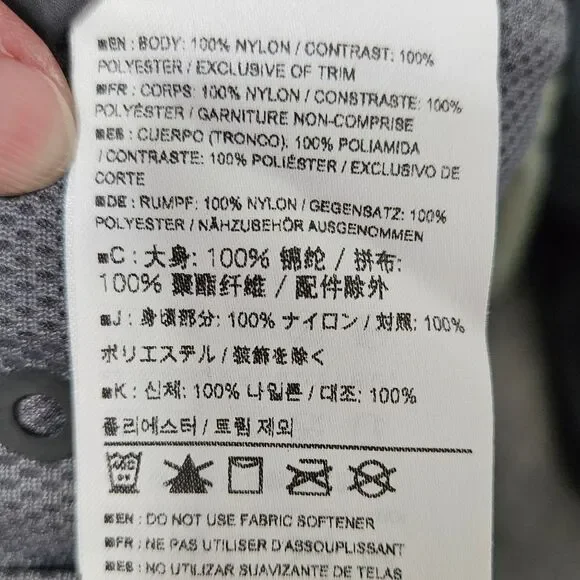 EN : BODY: 100% NYLON / CONTRAST: 100%
POLYESTER / EXCLUSIVE OF TRIM
FR : CORPS: 100% NYLON / CONSTRASTE: 100%
POLYÉSTER / GARNITURE NON-COMPRISE
ES : CUERPO (TRONCO): 100% POLIAMIDA
/ CONTRASTE: 100% POLIÉSTER / EXCLUSIVO DE
CORTE
DE : RUMPF: 100% NYLON / GEGENSATZ: 100%
POLYESTER / NÄHZUBEHÖR AUSGENOMMEN
C : 大身: 100% 锦纶 / 拼布:
100% 聚酯纤维 / 配件除外
J : 身頃部分: 100% ナイロン / 対照: 100%
ポリエステル / 装飾を除く
K : 신체: 100% 나일론 / 대조: 100%
폴리에스터 / 트림 제외
EN : DO NOT USE FABRIC SOFTENER
FR : NE PAS UTILISER D'ASSOUPLISSANT
ES : NO UTILIZAR SUAVIZANTE DE TELAS